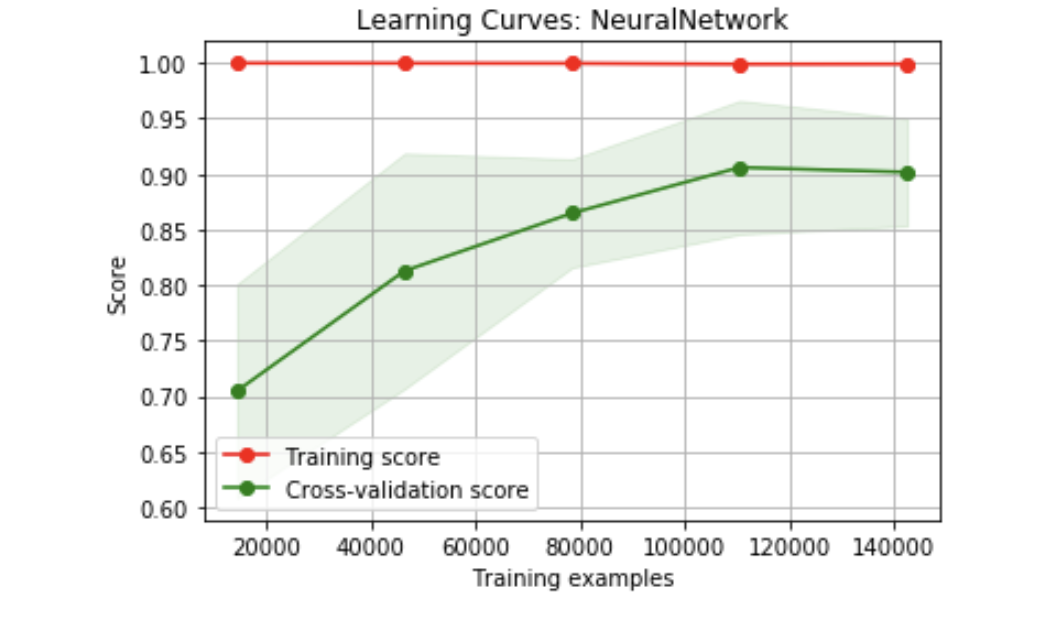 Learning Curves: NeuralNetwork
1.00
0.95
0.90
0.85
0.80
0.75
0.70
0.65
0.60
Score
Training score
Cross-validation score
20000 40000 60000 80000 100000 120000 140000
Training examples